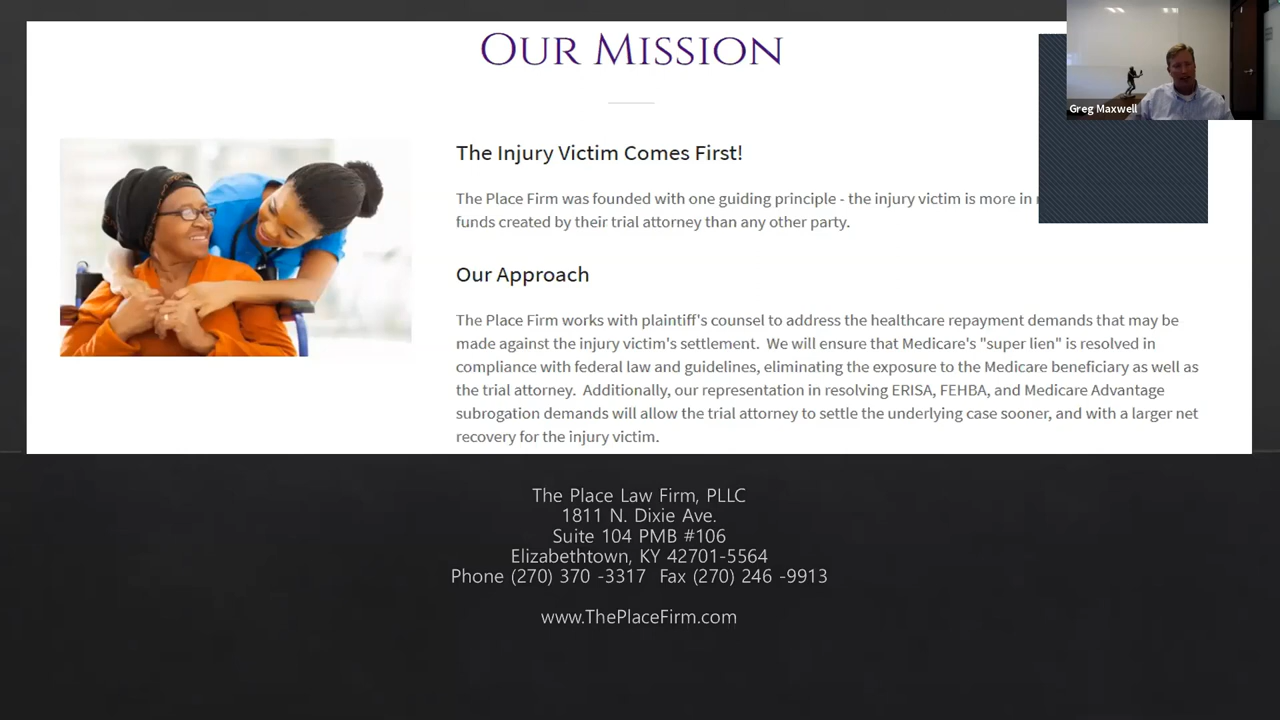 Our Mission
Greg Maxwell
The Injury Victim Comes First!
The Place Firm was founded with one guiding principle - the injury victim is more in
funds created by their trial attorney than any other party.
Our Approach
The Place Firm works with plaintiff's counsel to address the healthcare repayment demands that may be
made against the injury victim's settlement. We will ensure that Medicare's "super lien" is resolved in
compliance with federal law and guidelines, eliminating the exposure to the Medicare beneficiary as well as
the trial attorney. Additionally, our representation in resolving ERISA, FEHBA, and Medicare Advantage
subrogation demands will allow the trial attorney to settle the underlying case sooner, and with a larger net
recovery for the injury victim.
The Place Law Firm, PLLC
1811 N. Dixie Ave.
Suite 104 PMB #106
Elizabethtown, KY 42701-5564
Phone (270) 370 -3317 Fax (270) 246 -9913
www.ThePlaceFirm.com